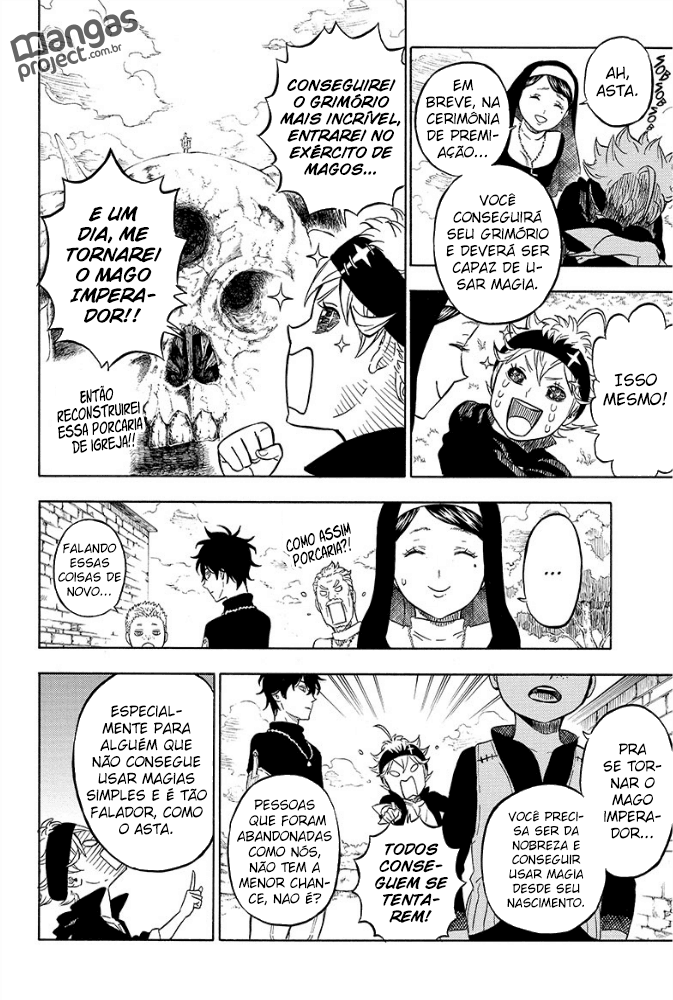 mangas
project.com.br
AH,
ASTA.
EM
BREVE, NA
CERIMÔNIA
DE PREMI-
AÇÃO...
VOCÊ
CONSEGUIRÁ
SEU GRIMÓRIO
E DEVERÁ SER
CAPAZ DE U-
SAR MAGIA.
CONSEGUIREI
O GRIMÓRIO
MAIS INCRÍVEL,
ENTRAREI NO
EXÉRCITO DE
MAGOS...
ISSO
MESMO!
E UM
DIA, ME
TORNAREI
O MAGO
IMPERA-
DOR!!
ENTÃO
RECONSTRUIREI
ESSA PORCARIA
DE IGREJA!!
...
COMO ASSIM
PORCARIA?!
FALANDO
ESSAS
COISAS DE
NOVO...
PRA
SE TOR-
NAR O
MAGO
IMPERA-
DOR...
VOCÊ PRECI-
SA SER DA
NOBREZA E
CONSEGUIR
USAR MAGIA
DESDE SEU
NASCIMENTO.
TODOS
CONSE-
GUEM SE
TENTA-
REM!
PESSOAS
QUE FORAM
ABANDONADAS
COMO NÓS,
NÃO TEM A
MENOR CHAN-
CE, NAO É?
ESPECIAL-
MENTE PARA
ALGUÉM QUE
NÃO CONSEGUE
USAR MAGIAS
SIMPLES E É TÃO
FALADOR, COMO
O ASTA.